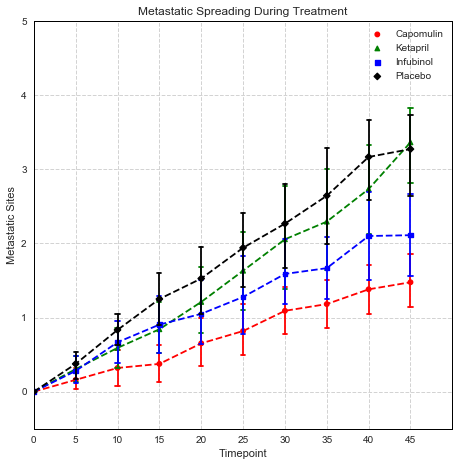 Metastatic Spreading During Treatment
Capomulin
Ketapril
Infubinol
Placebo
Metastatic Sites
5
4
3
2
1
0
0 5 10 15 20 25 30 35 40 45
Timepoint